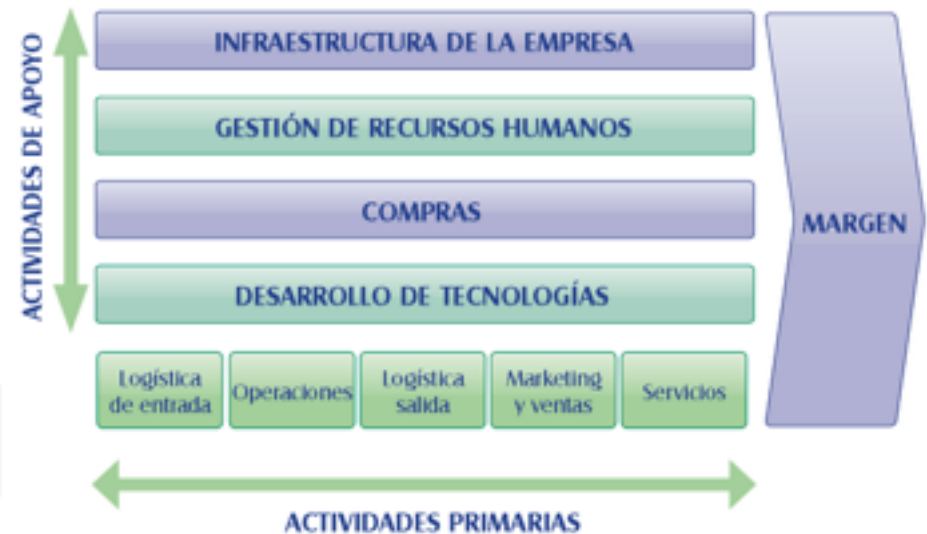 ACTIVIDADES DE APOYO
INFRAESTRUCTURA DE LA EMPRESA
GESTIÓN DE RECURSOS HUMANOS
COMPRAS
DESARROLLO DE TECNOLOGÍAS
MARGEN
Logística
de entrada
Operaciones
Logística
salida
Marketing
y ventas
Servicios
ACTIVIDADES PRIMARIAS